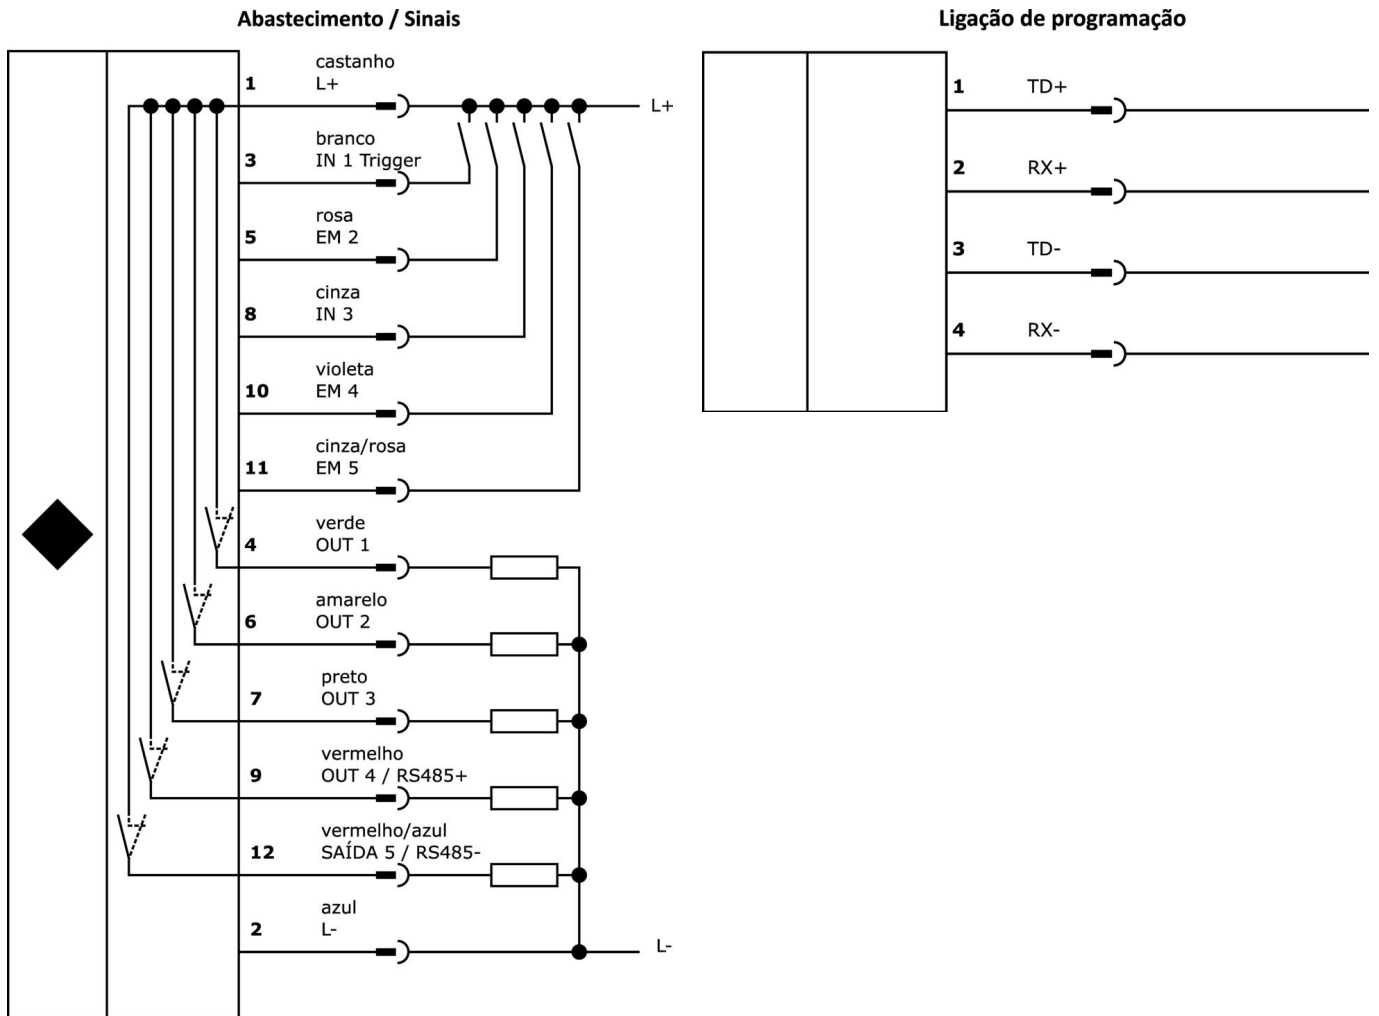 Abastecimento / Sinais
castanho
1 L+
L+
branco
3 IN 1 Trigger
rosa
5 EM 2
cinza
8 IN 3
violeta
10 EM 4
cinza/rosa
11 EM 5
verde
4 OUT 1
amarelo
6 OUT 2
preto
7 OUT 3
vermelho
9 OUT 4 / RS485+
vermelho/azul
12 SAÍDA 5 / RS485-
azul
2 L-
L-
Ligação de programação
1 TD+
2 RX+
3 TD-
4 RX-